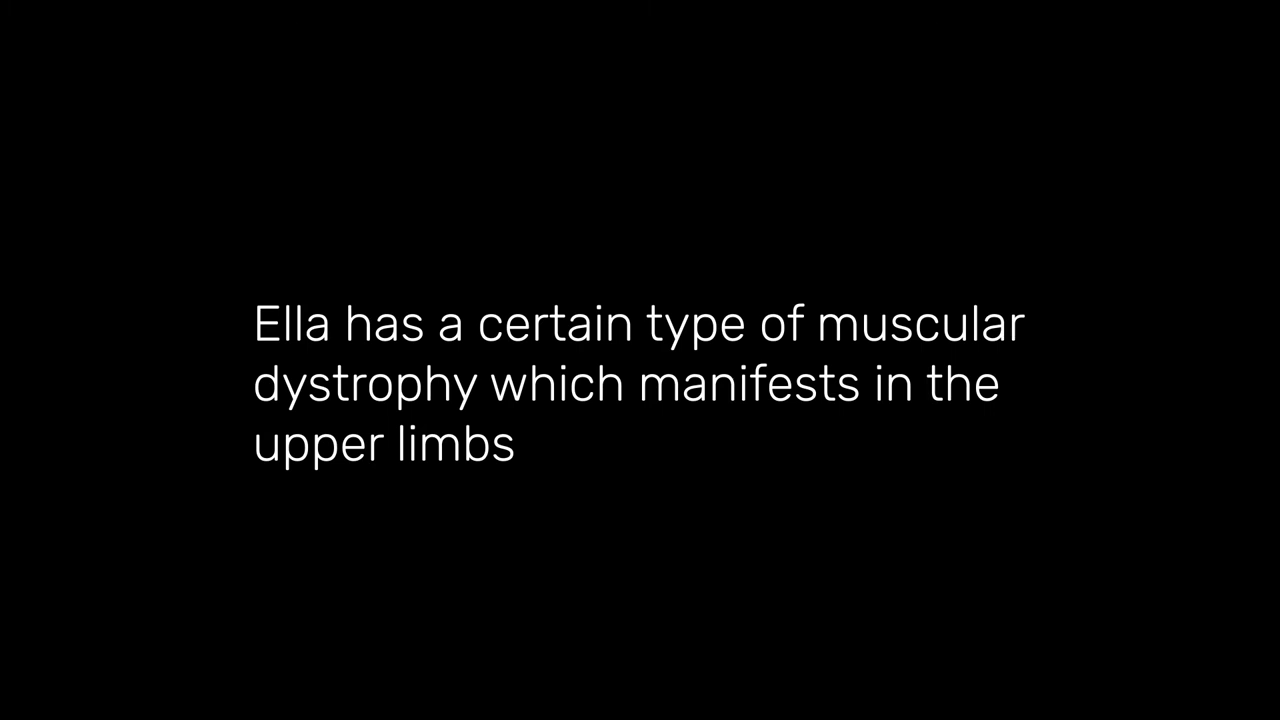 Ella has a certain type of muscular
dystrophy which manifests in the
upper limbs